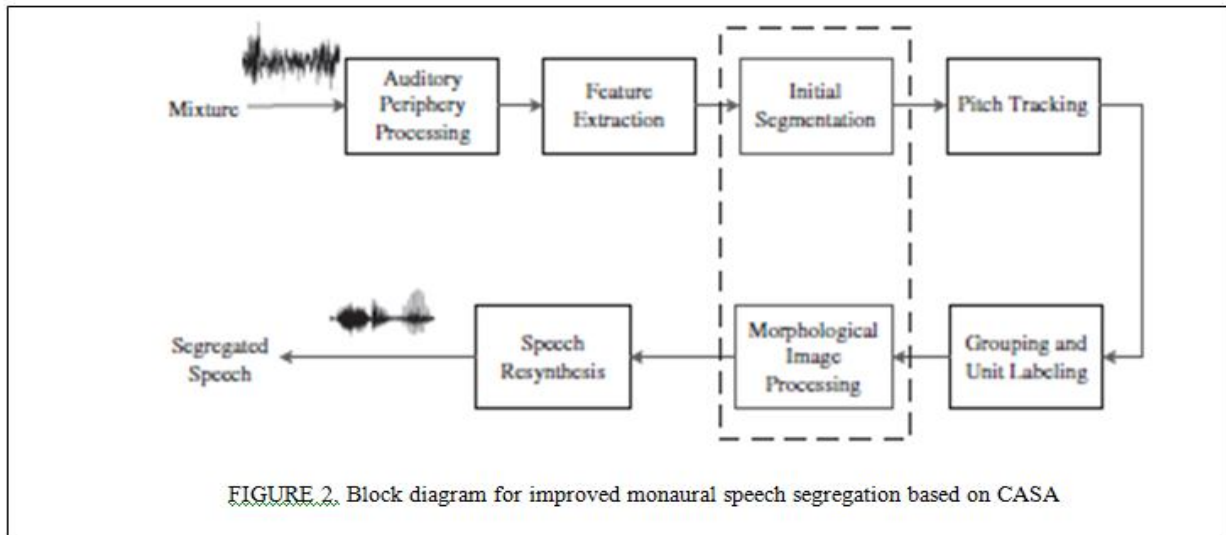 Mixture
Auditory
Periphery
Processing
Feature
Extraction
Initial
Segmentation
Pitch Tracking
Grouping and
Unit Labeling
Morphological
Image
Processing
Speech
Resynthesis
Segregated
Speech
FIGURE 2. Block diagram for improved monaural speech segregation based on CASA